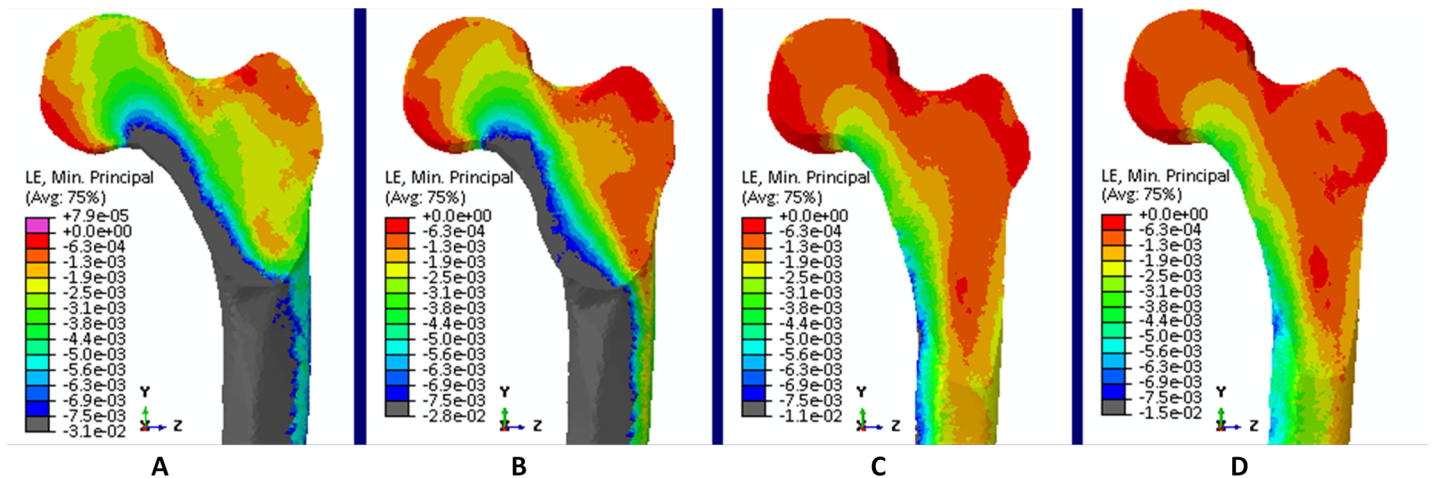 LE, Min. Principal
(Avg: 75%)
+7.9e-05
+0.0e+00
-6.3e-04
-1.3e-03
-1.9e-03
-2.5e-03
-3.1e-03
-3.8e-03
-4.4e-03
-5.0e-03
-5.6e-03
-6.3e-03
-6.9e-03
-7.5e-03
-3.1e-02
Y
Z
A
LE, Min. Principal
(Avg: 75%)
+0.0e+00
-6.3e-04
-1.3e-03
-1.9e-03
-2.5e-03
-3.1e-03
-3.8e-03
-4.4e-03
-5.0e-03
-5.6e-03
-6.3e-03
-6.9e-03
-7.5e-03
-2.8e-02
Y
Z
B
LE, Min. Principal
(Avg: 75%)
+0.0e+00
-6.3e-04
-1.3e-03
-1.9e-03
-2.5e-03
-3.1e-03
-3.8e-03
-4.4e-03
-5.0e-03
-5.6e-03
-6.3e-03
-6.9e-03
-7.5e-03
-1.1e-02
Y
Z
C
LE, Min. Principal
(Avg: 75%)
+0.0e+00
-6.3e-04
-1.3e-03
-1.9e-03
-2.5e-03
-3.1e-03
-3.8e-03
-4.4e-03
-5.0e-03
-5.6e-03
-6.3e-03
-6.9e-03
-7.5e-03
-1.5e-02
Y
Z
D